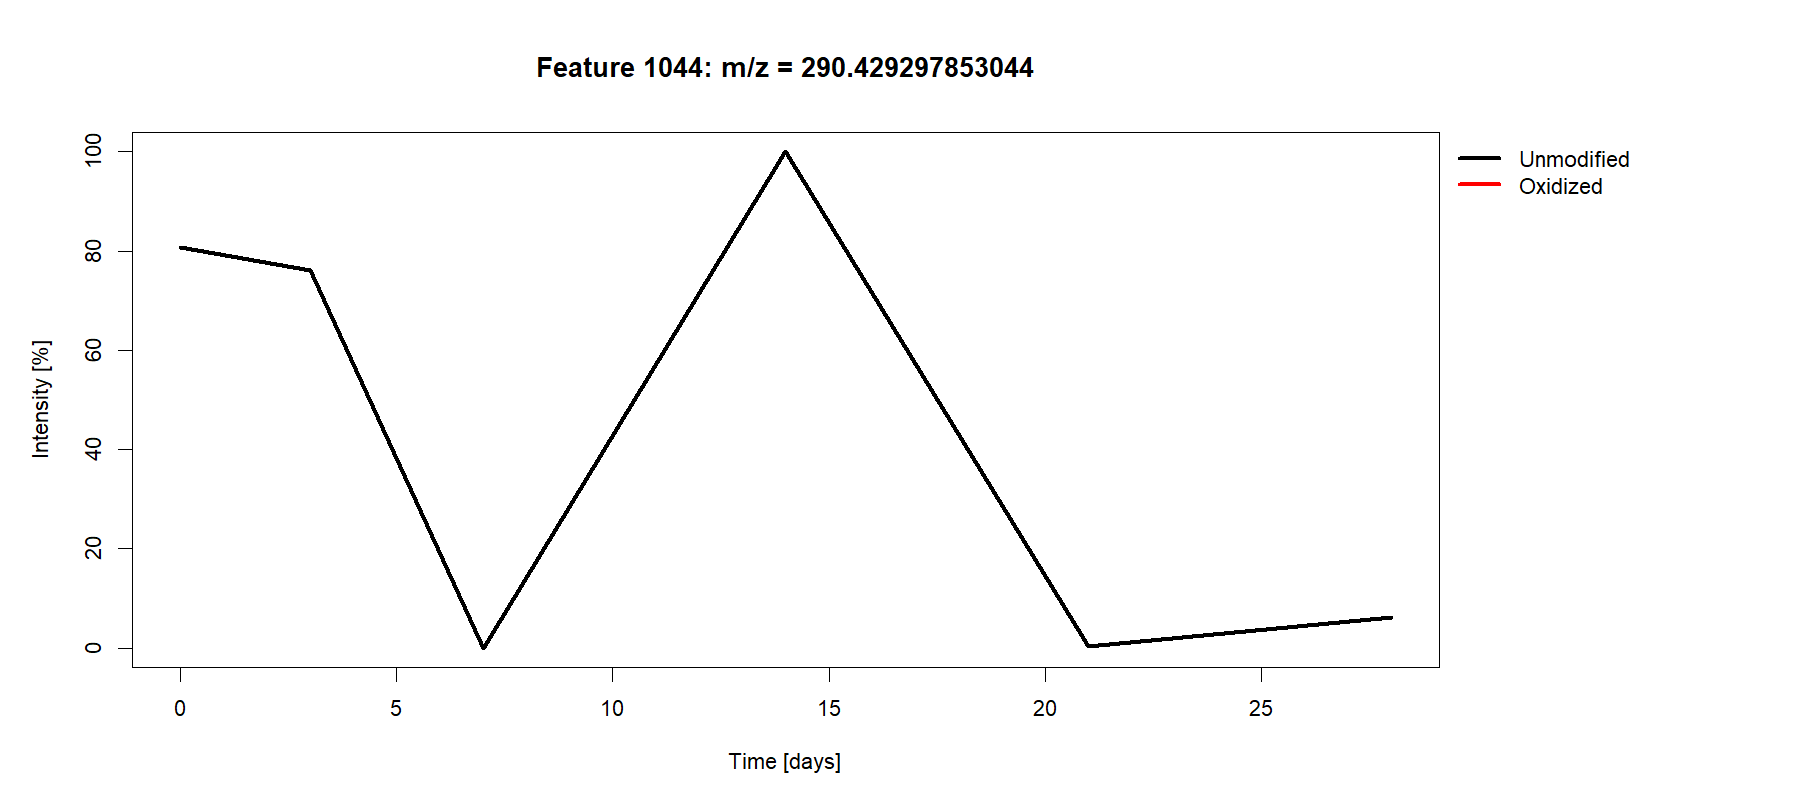 Feature 1044: m/z = 290.429297853044
Unmodified
Oxidized
Intensity [%]
100
80
60
40
20
0
0 5 10 15 20 25
Time [days]